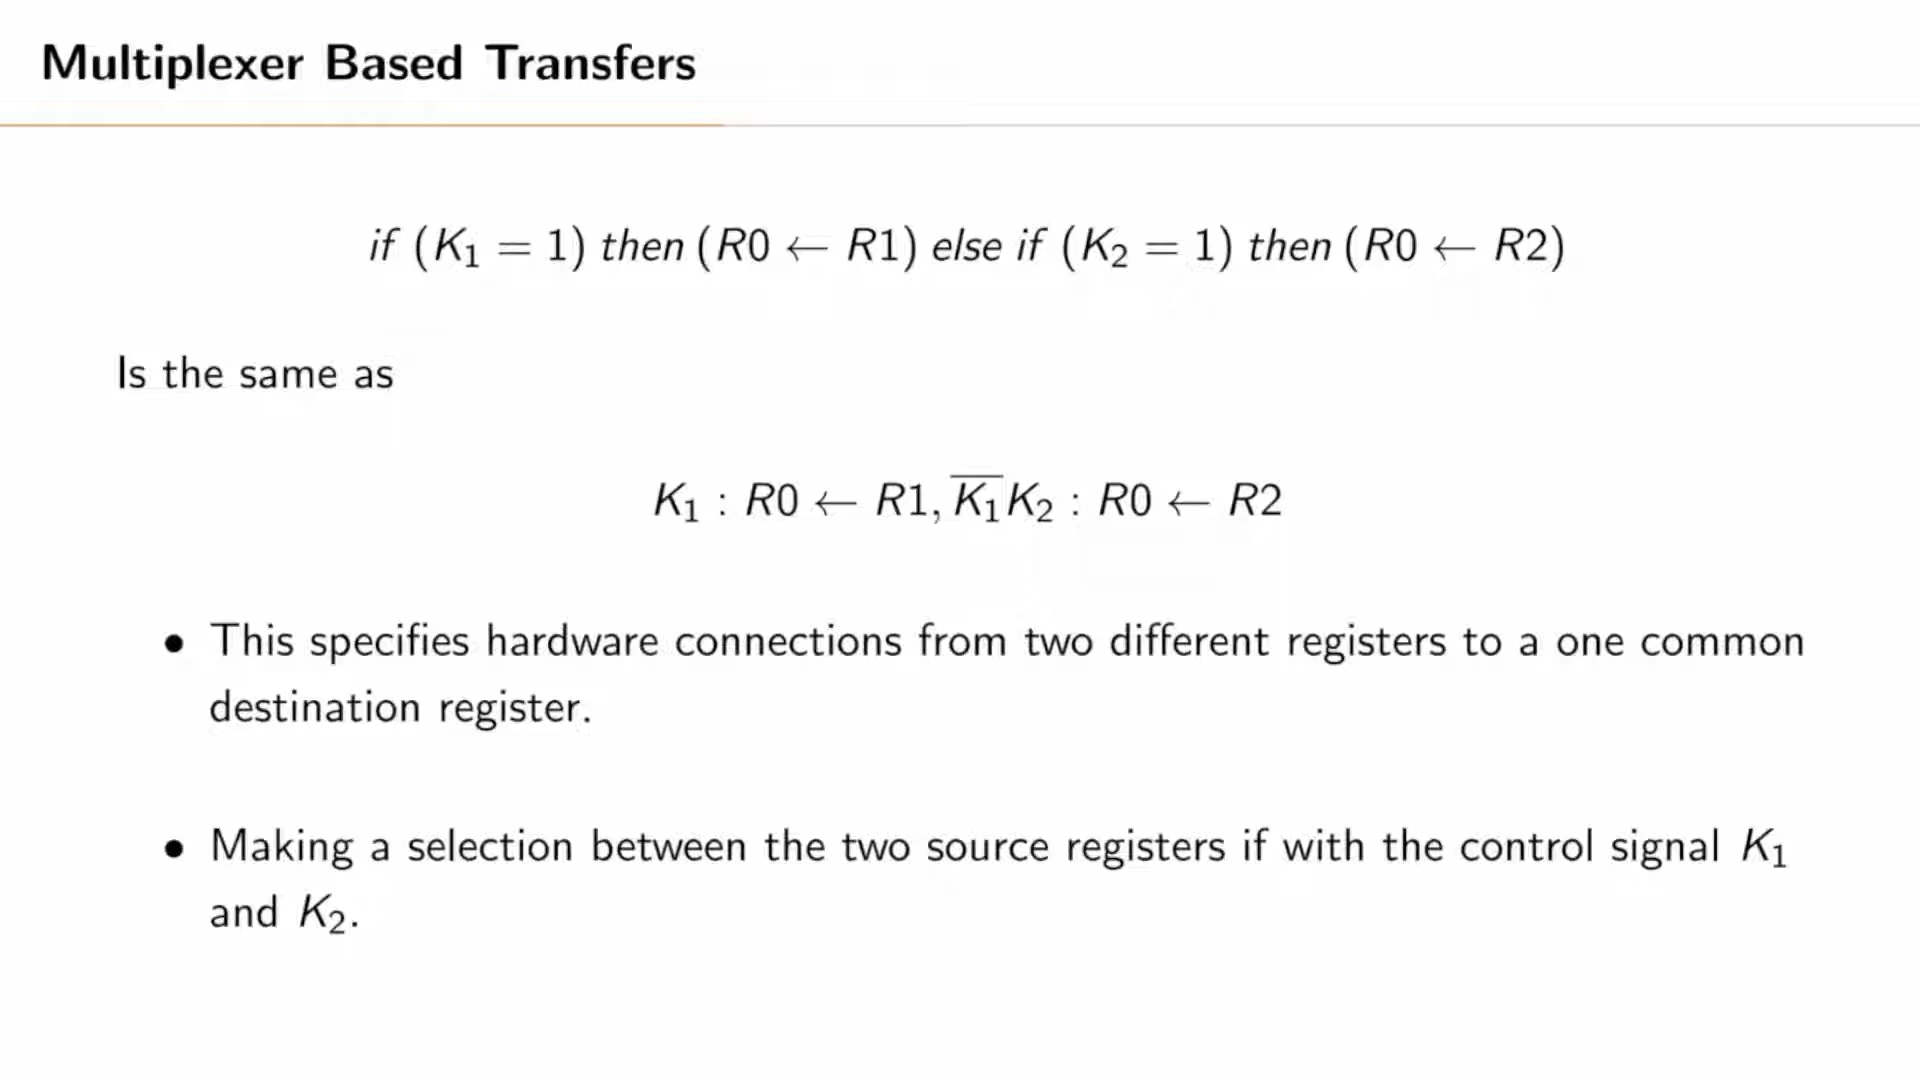 Multiplexer Based Transfers
if (K₁ = 1) then (R0 ← R1) else if (K₂ = 1) then (R0 ← R2)
Is the same as
K₁ : R0 ← R1, K̅₁K₂ : R0 ← R2
• This specifies hardware connections from two different registers to a one common
destination register.
• Making a selection between the two source registers if with the control signal K₁
and K₂.